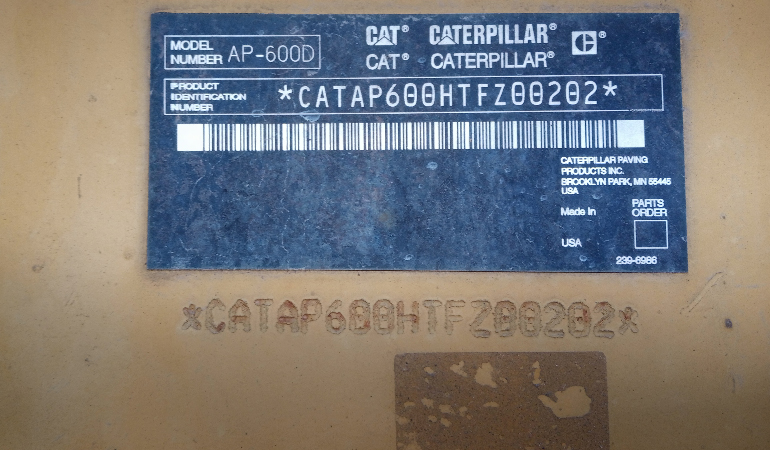 MODEL NUMBER AP-600D
CAT® CATERPILLAR® C®
CAT® CATERPILLAR®
PRODUCT IDENTIFICATION NUMBER *CATAP600HTFZ00202*
CATERPILLAR PAVING
PRODUCTS INC.
BROOKLYN PARK, MN 55445
USA
Made in
USA
PARTS
ORDER
239-6986
*CATAP600HTFZ00202*